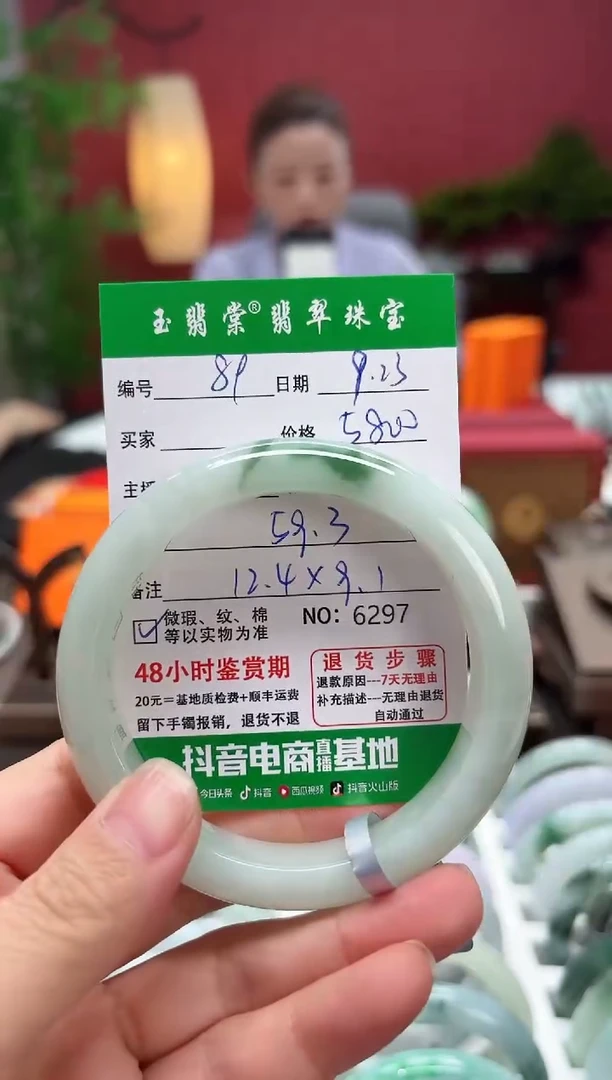 玉翡棠®翡翠珠宝
编号 89 日期 9.23
买家 价格 5800
主播
59.3
备注 12.4×9.1
微瑕、纹、棉
等以实物为准
NO: 6297
48小时鉴赏期
20元=基地质检费+顺丰运费
留下手镯报销，退货不退
退货步骤
退款原因---7天无理由
补充描述---无理由退货
自动通过
抖音电商直播基地
今日头条 抖音 西瓜视频 抖音火山版